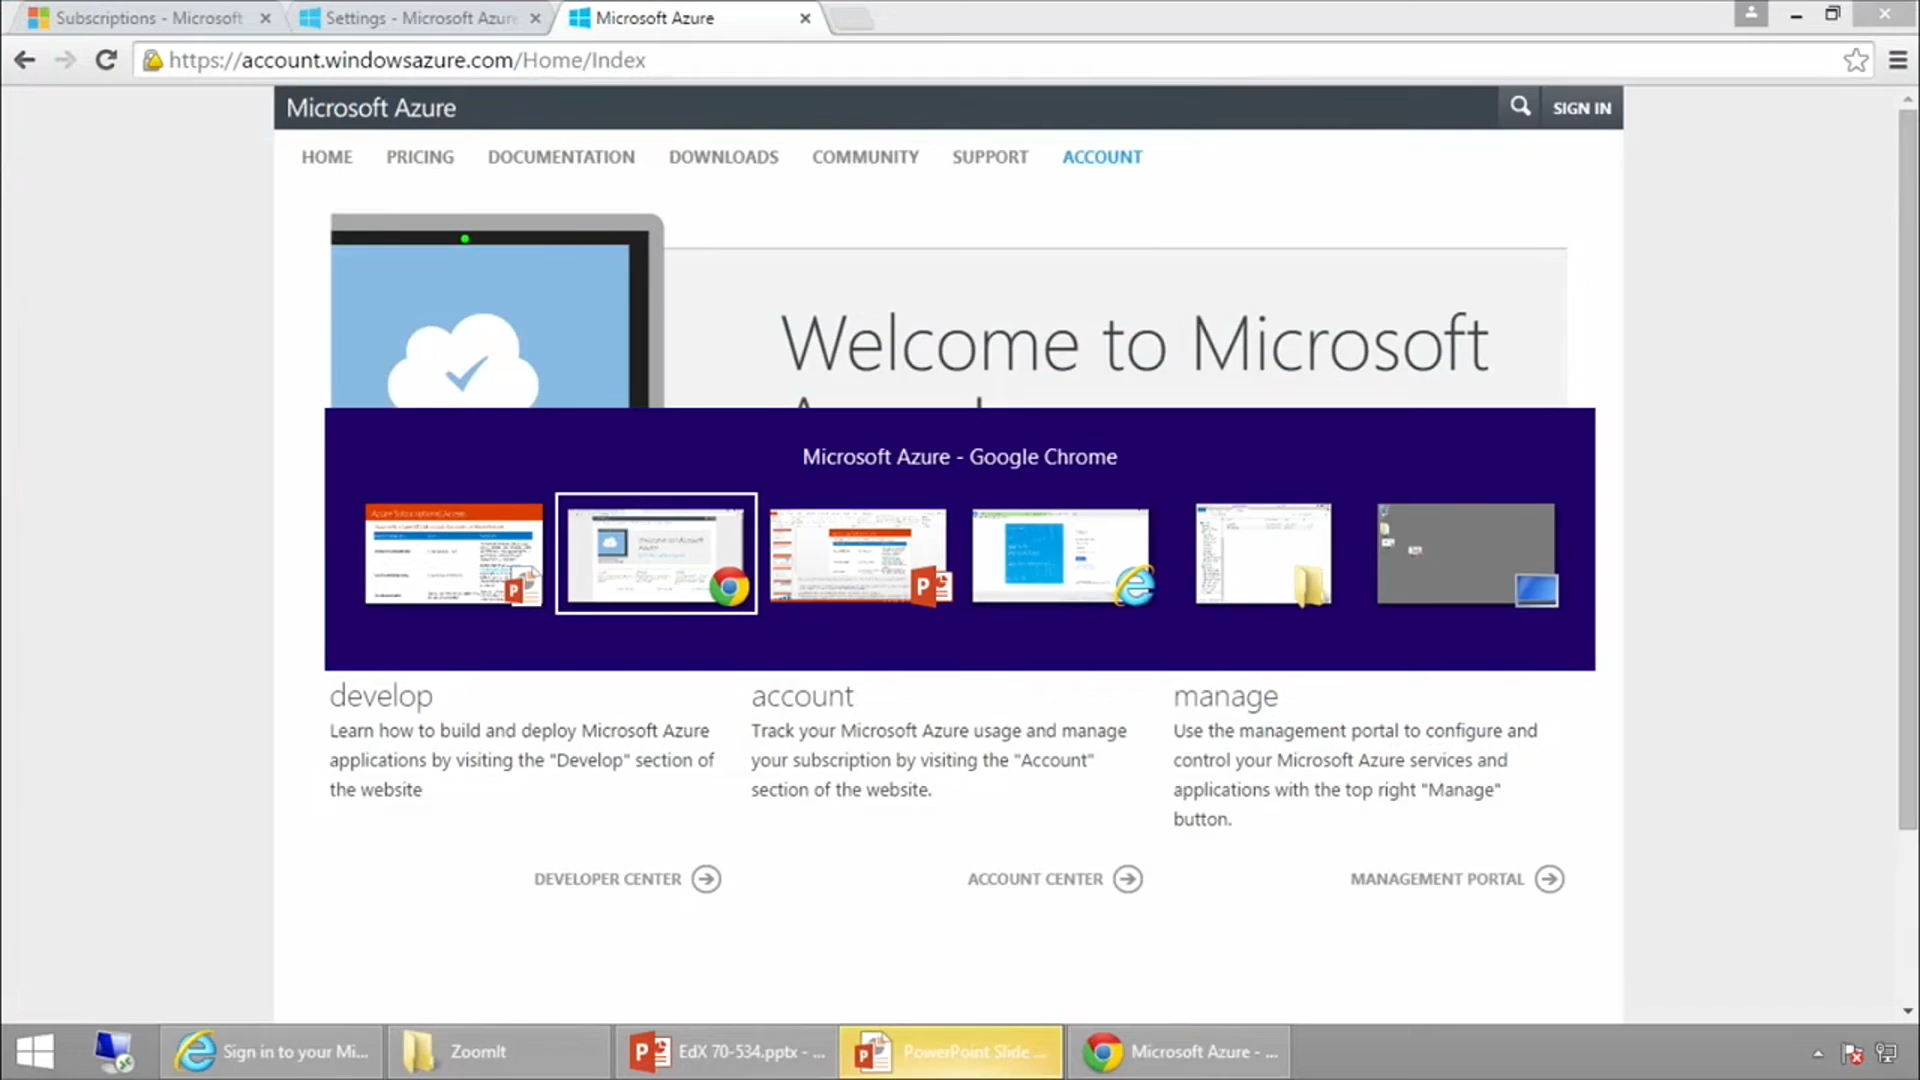 Subscriptions - Microsoft
Settings - Microsoft Azure
Microsoft Azure
https://account.windowsazure.com/Home/Index
Microsoft Azure
SIGN IN
HOME
PRICING
DOCUMENTATION
DOWNLOADS
COMMUNITY
SUPPORT
ACCOUNT
Welcome to Microsoft
Microsoft Azure - Google Chrome
Azure Subscriptions Access
develop
Learn how to build and deploy Microsoft Azure
applications by visiting the "Develop" section of
the website
DEVELOPER CENTER
account
Track your Microsoft Azure usage and manage
your subscription by visiting the "Account"
section of the website.
ACCOUNT CENTER
manage
Use the management portal to configure and
control your Microsoft Azure services and
applications with the top right "Manage"
button.
MANAGEMENT PORTAL
Sign in to your Mi...
ZoomIt
EdX 70-534.pptx - ...
PowerPoint Slide ...
Microsoft Azure - ...